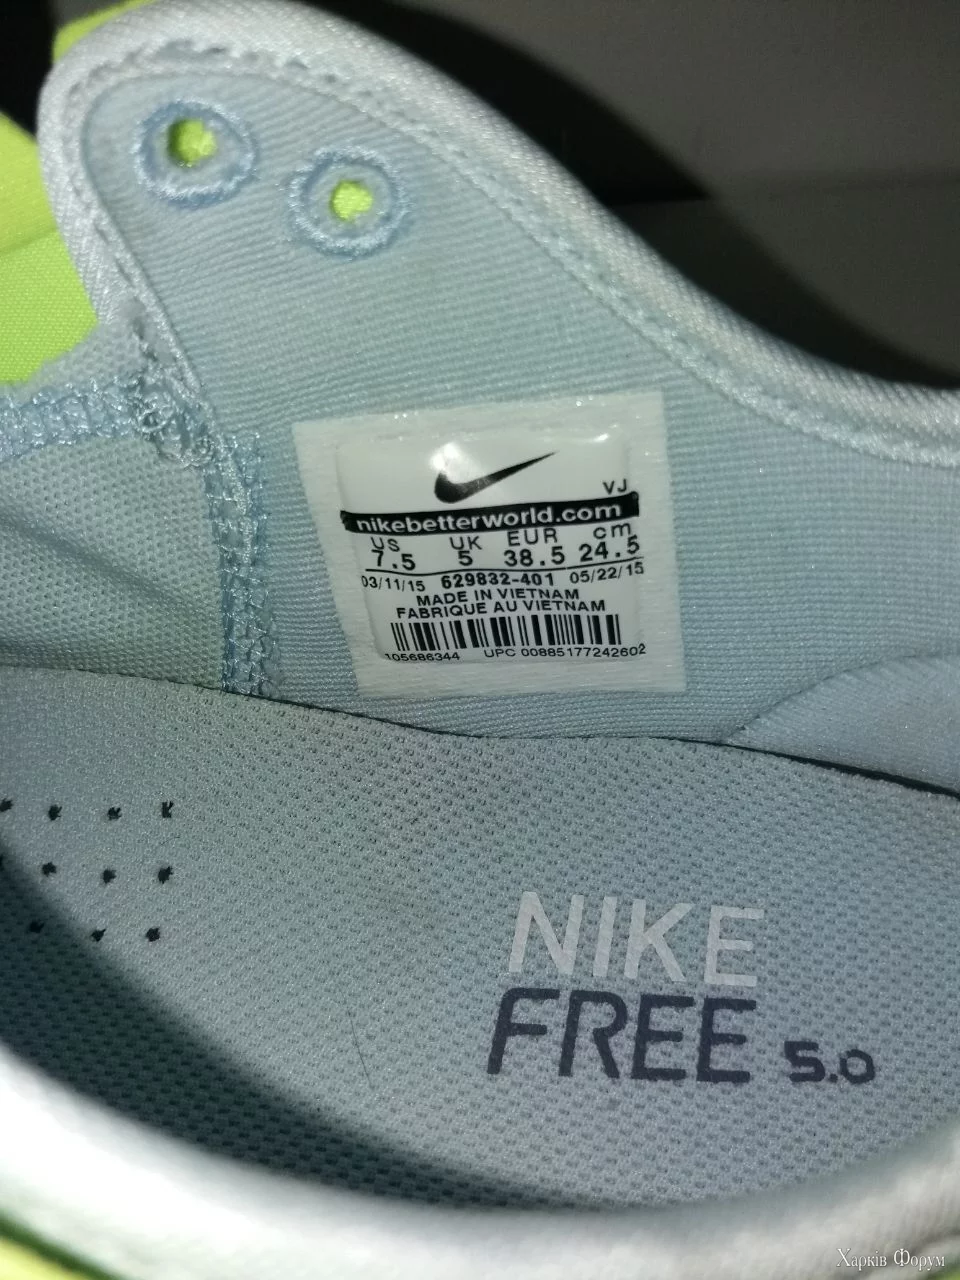 VJ
nikebetterworld.com
US UK EUR cm
7.5 5 38.5 24.5
03/11/15 629832-401 05/22/15
MADE IN VIETNAM
FABRIQUE AU VIETNAM
105686344 UPC 00885177242602
NIKE
FREE 5.0
Харків Форум